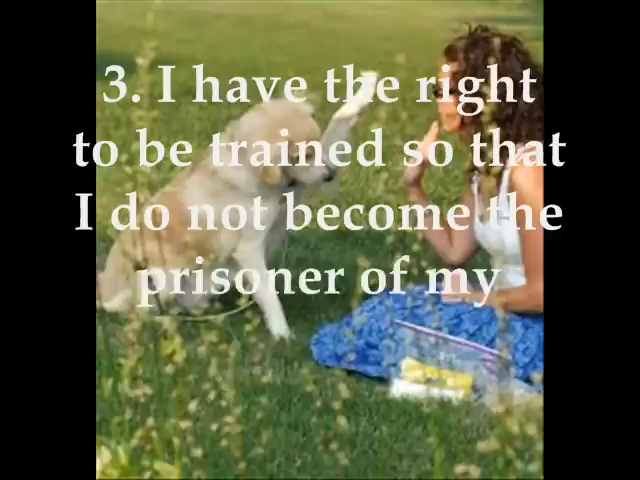 3. I have the right
to be trained so that
I do not become the
prisoner of my